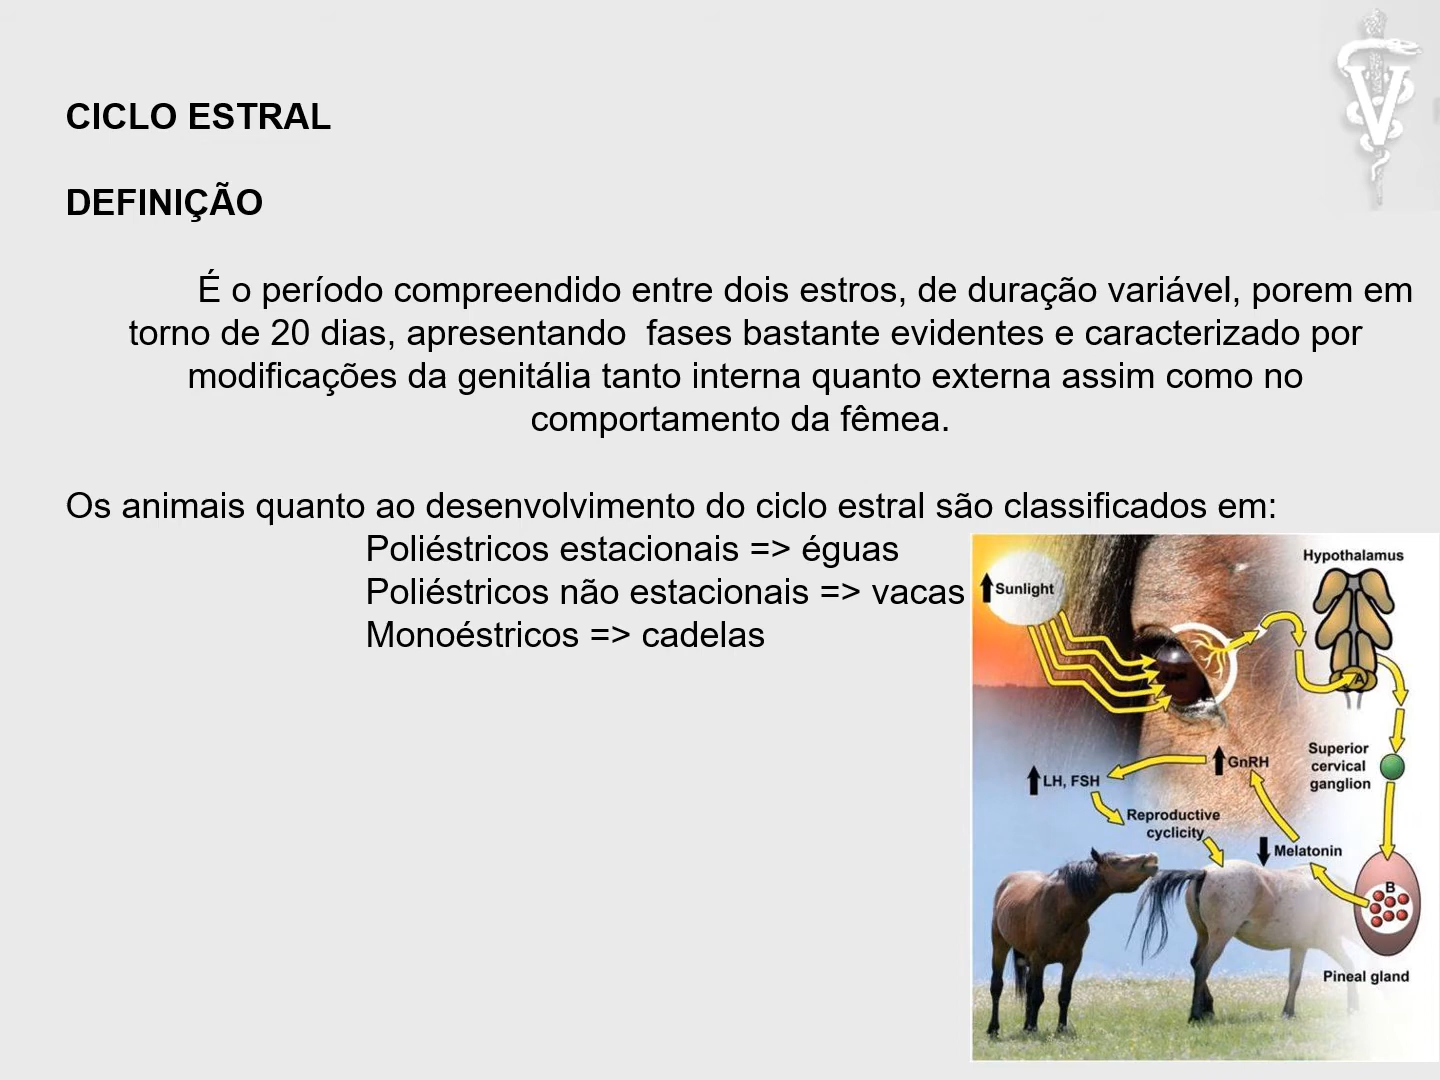 V
CICLO ESTRAL
DEFINIÇÃO
É o período compreendido entre dois estros, de duração variável, porem em
torno de 20 dias, apresentando  fases bastante evidentes e caracterizado por
modificações da genitália tanto interna quanto externa assim como no
comportamento da fêmea.
Os animais quanto ao desenvolvimento do ciclo estral são classificados em:
Poliéstricos estacionais => éguas
Poliéstricos não estacionais => vacas
Monoéstricos => cadelas
Hypothalamus
Sunlight
A
Superior
cervical
ganglion
GnRH
LH, FSH
Reproductive
cyclicity
Melatonin
B
Pineal gland